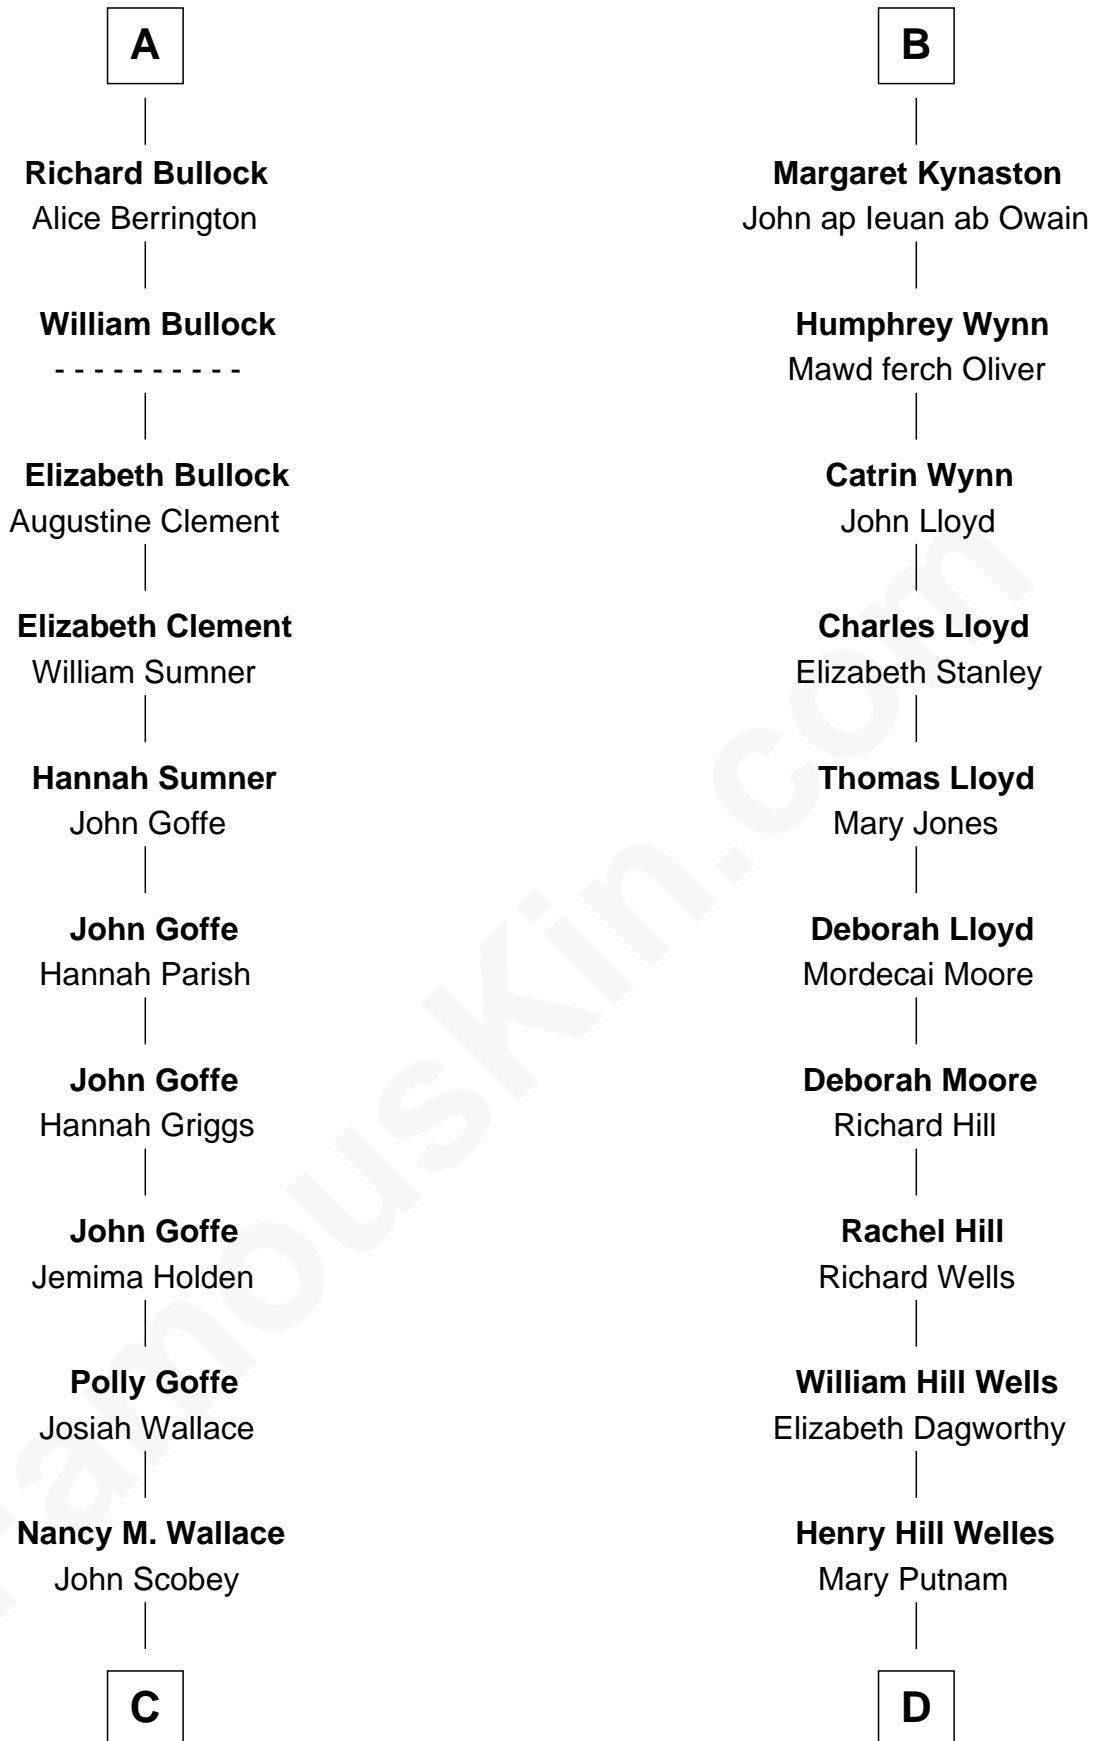 A
Richard Bullock
Alice Berrington
William Bullock
- - - - - - - - - -
Elizabeth Bullock
Augustine Clement
Elizabeth Clement
William Sumner
Hannah Sumner
John Goffe
John Goffe
Hannah Parish
John Goffe
Hannah Griggs
John Goffe
Jemima Holden
Polly Goffe
Josiah Wallace
Nancy M. Wallace
John Scobey
C
B
Margaret Kynaston
John ap Ieuan ab Owain
Humphrey Wynn
Mawd ferch Oliver
Catrin Wynn
John Lloyd
Charles Lloyd
Elizabeth Stanley
Thomas Lloyd
Mary Jones
Deborah Lloyd
Mordecai Moore
Deborah Moore
Richard Hill
Rachel Hill
Richard Wells
William Hill Wells
Elizabeth Dagworthy
Henry Hill Welles
Mary Putnam
D
FamousKin.com